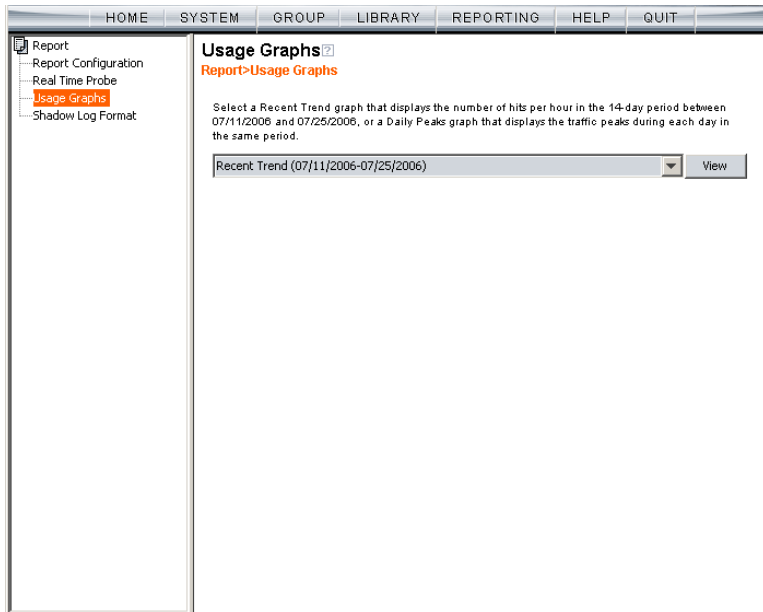 HOME SYSTEM GROUP LIBRARY REPORTING HELP QUIT
Report
Report Configuration
Real Time Probe
Usage Graphs
Shadow Log Format
Usage Graphs?
Report>Usage Graphs
Select a Recent Trend graph that displays the number of hits per hour in the 14-day period between
07/11/2006 and 07/25/2006, or a Daily Peaks graph that displays the traffic peaks during each day in
the same period.
Recent Trend (07/11/2006-07/25/2006)
View